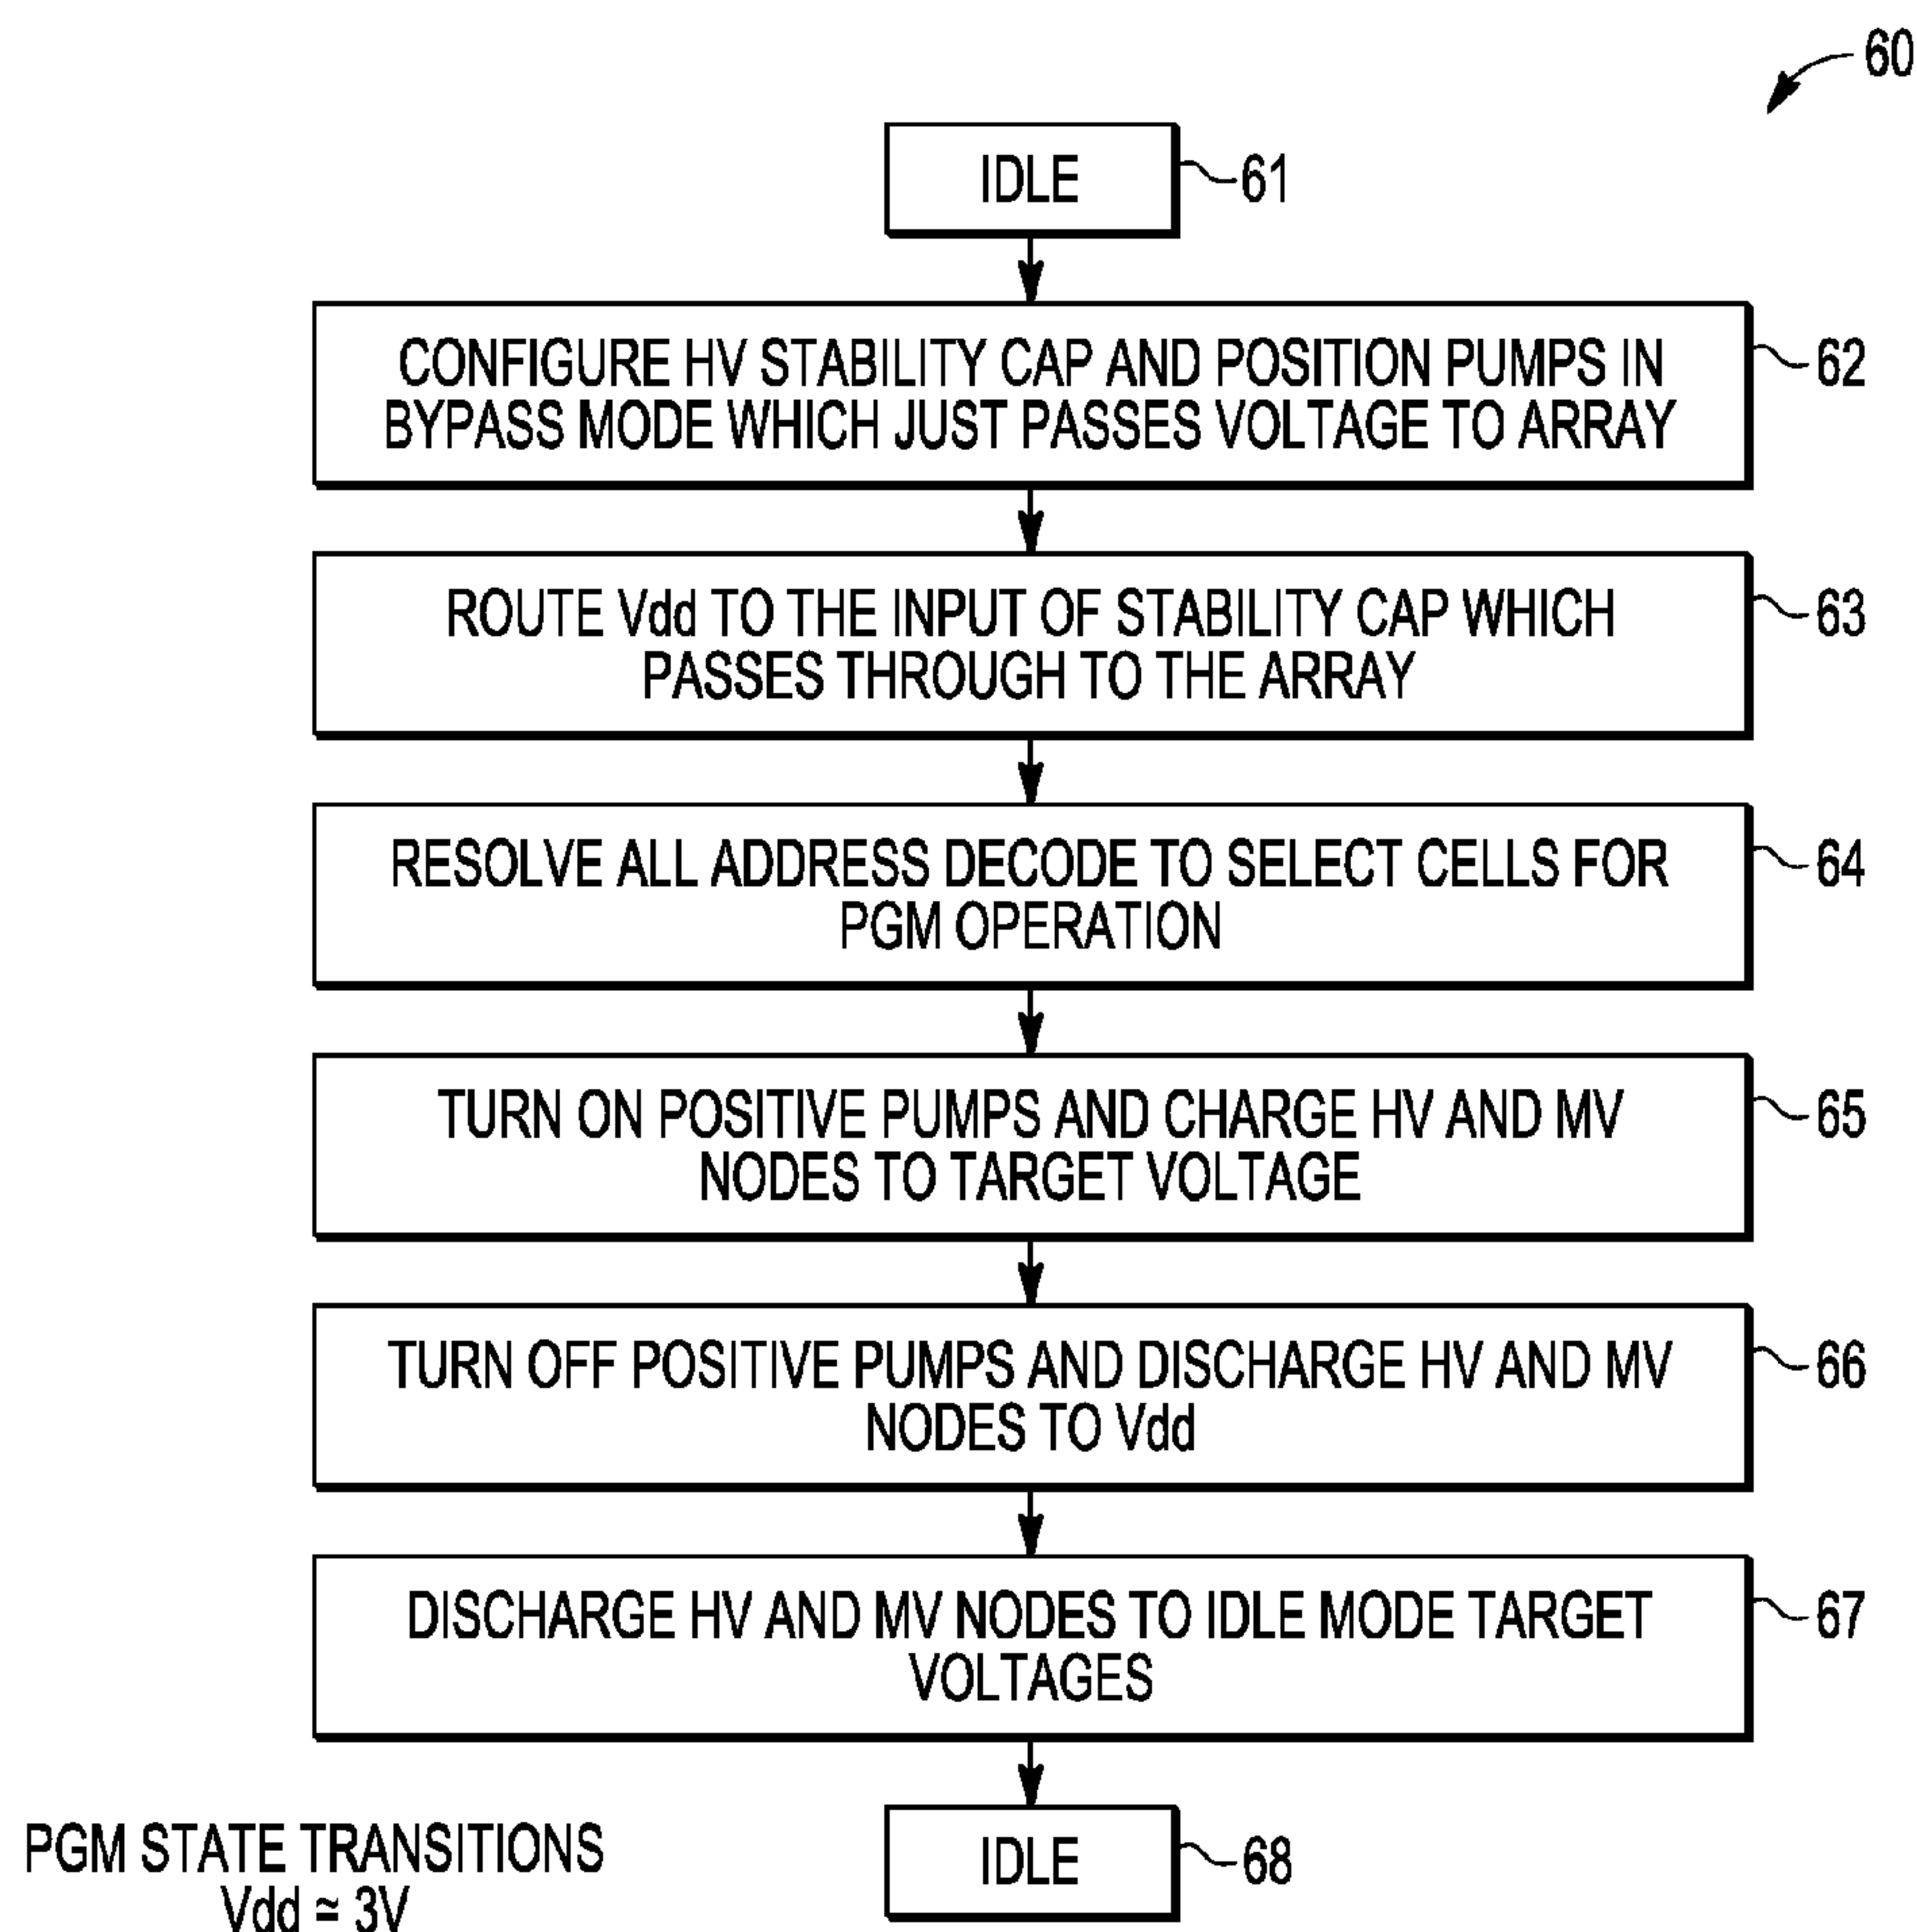 60
IDLE
61
CONFIGURE HV STABILITY CAP AND POSITION PUMPS IN
BYPASS MODE WHICH JUST PASSES VOLTAGE TO ARRAY
62
ROUTE Vdd TO THE INPUT OF STABILITY CAP WHICH
PASSES THROUGH TO THE ARRAY
63
RESOLVE ALL ADDRESS DECODE TO SELECT CELLS FOR
PGM OPERATION
64
TURN ON POSITIVE PUMPS AND CHARGE HV AND MV
NODES TO TARGET VOLTAGE
65
TURN OFF POSITIVE PUMPS AND DISCHARGE HV AND MV
NODES TO Vdd
66
DISCHARGE HV AND MV NODES TO IDLE MODE TARGET
VOLTAGES
67
IDLE
68
PGM STATE TRANSITIONS
Vdd ≅ 3V